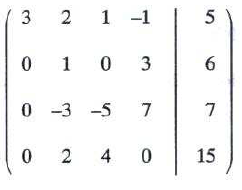 3 2 1 –1 | 5
0 1 0 3 | 6
0 –3 –5 7 | 7
0 2 4 0 | 15